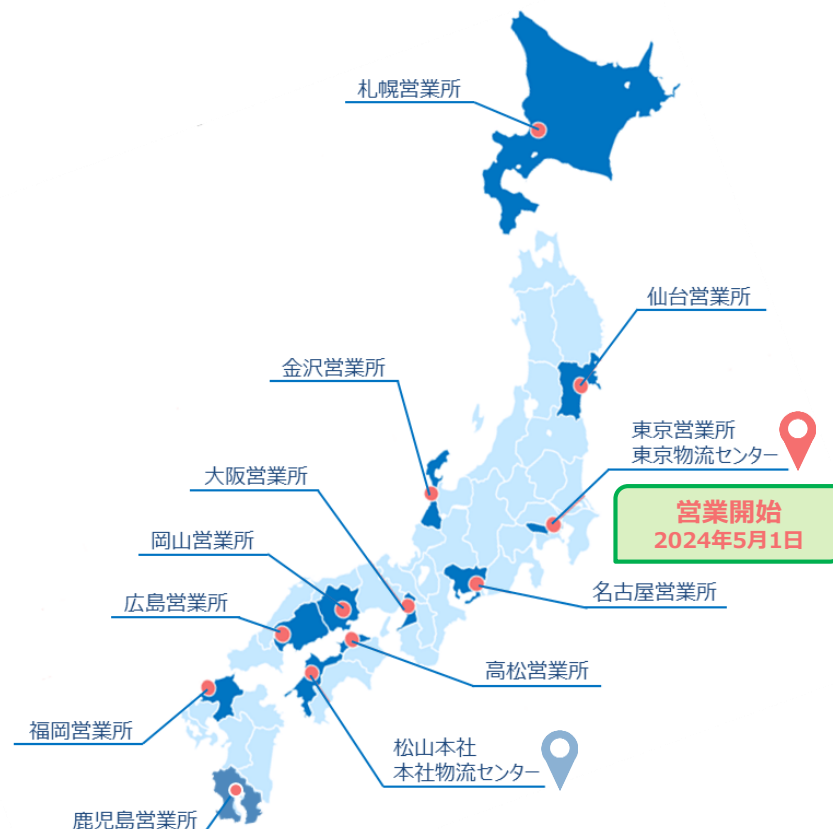 札幌営業所
仙台営業所
金沢営業所
東京営業所
東京物流センター
大阪営業所
営業開始
2024年5月1日
岡山営業所
名古屋営業所
広島営業所
高松営業所
福岡営業所
松山本社
本社物流センター
鹿児島営業所